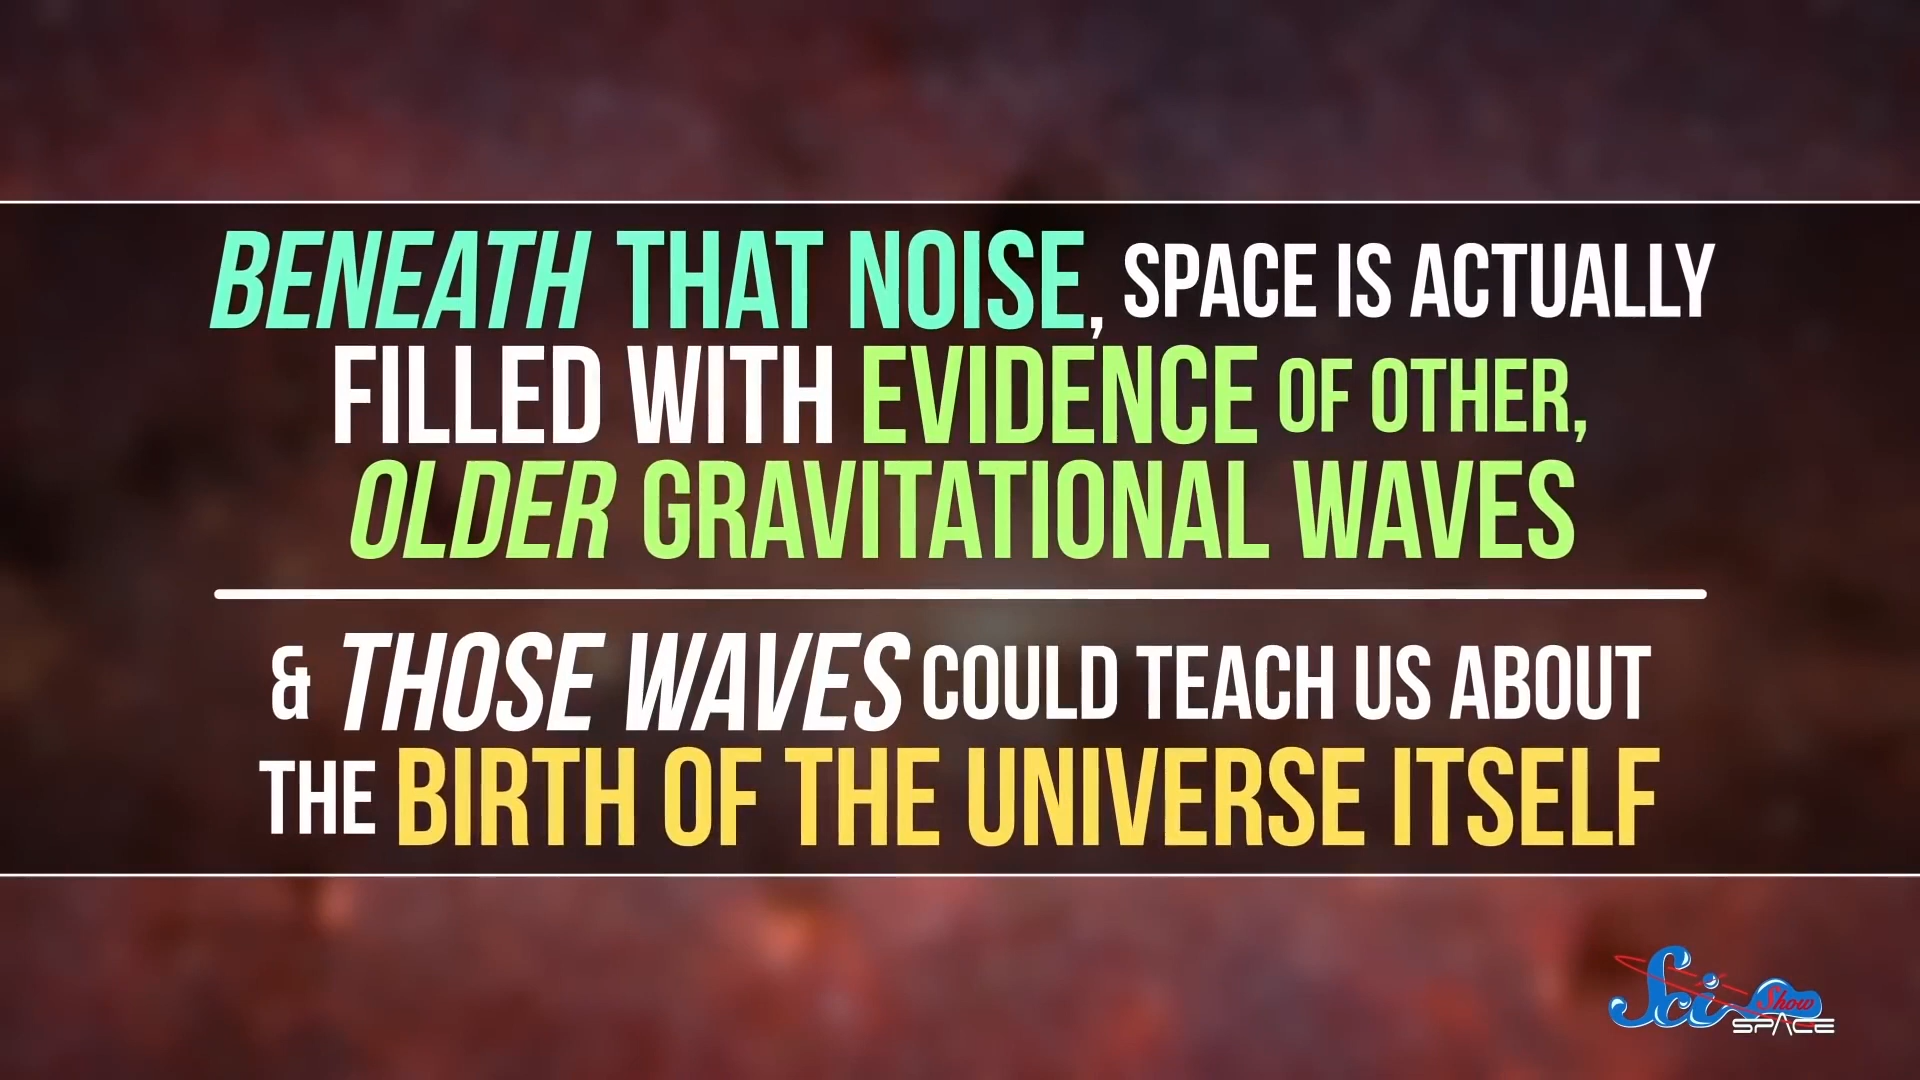 BENEATH THAT NOISE, SPACE IS ACTUALLY
FILLED WITH EVIDENCE OF OTHER,
OLDER GRAVITATIONAL WAVES
& THOSE WAVES COULD TEACH US ABOUT
THE BIRTH OF THE UNIVERSE ITSELF
Sci Show
SPACE